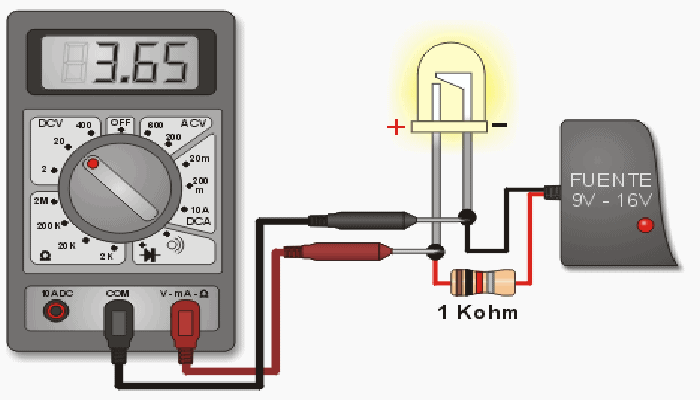 3.65
DCV
400
OFF
600
ACV
20
200
2
20m
200
m
2M
10A
DCA
200K
20K
2K
Ω
+
10ADC
COM
V-mA-Ω
+
-
1 Kohm
FUENTE
9V - 16V